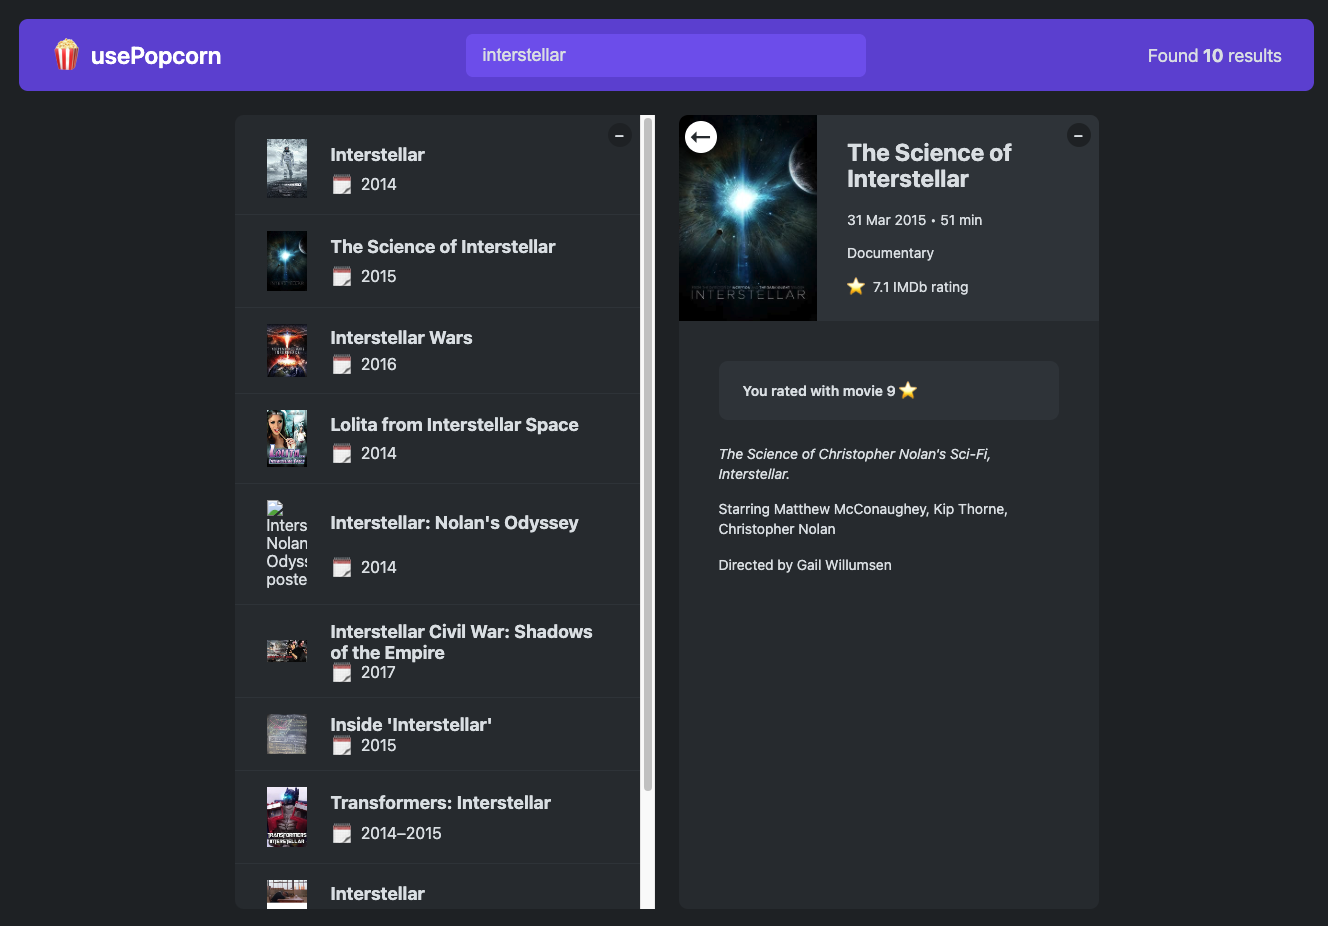 usePopcorn
interstellar
Found 10 results
Interstellar
2014
The Science of Interstellar
2015
Interstellar Wars
2016
Lolita from Interstellar Space
2014
Inters
Nolan
Odyss
poste
Interstellar: Nolan's Odyssey
2014
Interstellar Civil War: Shadows
of the Empire
2017
Inside 'Interstellar'
2015
TRANSFORMERS
INTERSTELLAR
Transformers: Interstellar
2014–2015
Interstellar
INTERSTELLAR
The Science of
Interstellar
31 Mar 2015 • 51 min
Documentary
7.1 IMDb rating
You rated with movie 9
The Science of Christopher Nolan's Sci-Fi,
Interstellar.
Starring Matthew McConaughey, Kip Thorne,
Christopher Nolan
Directed by Gail Willumsen